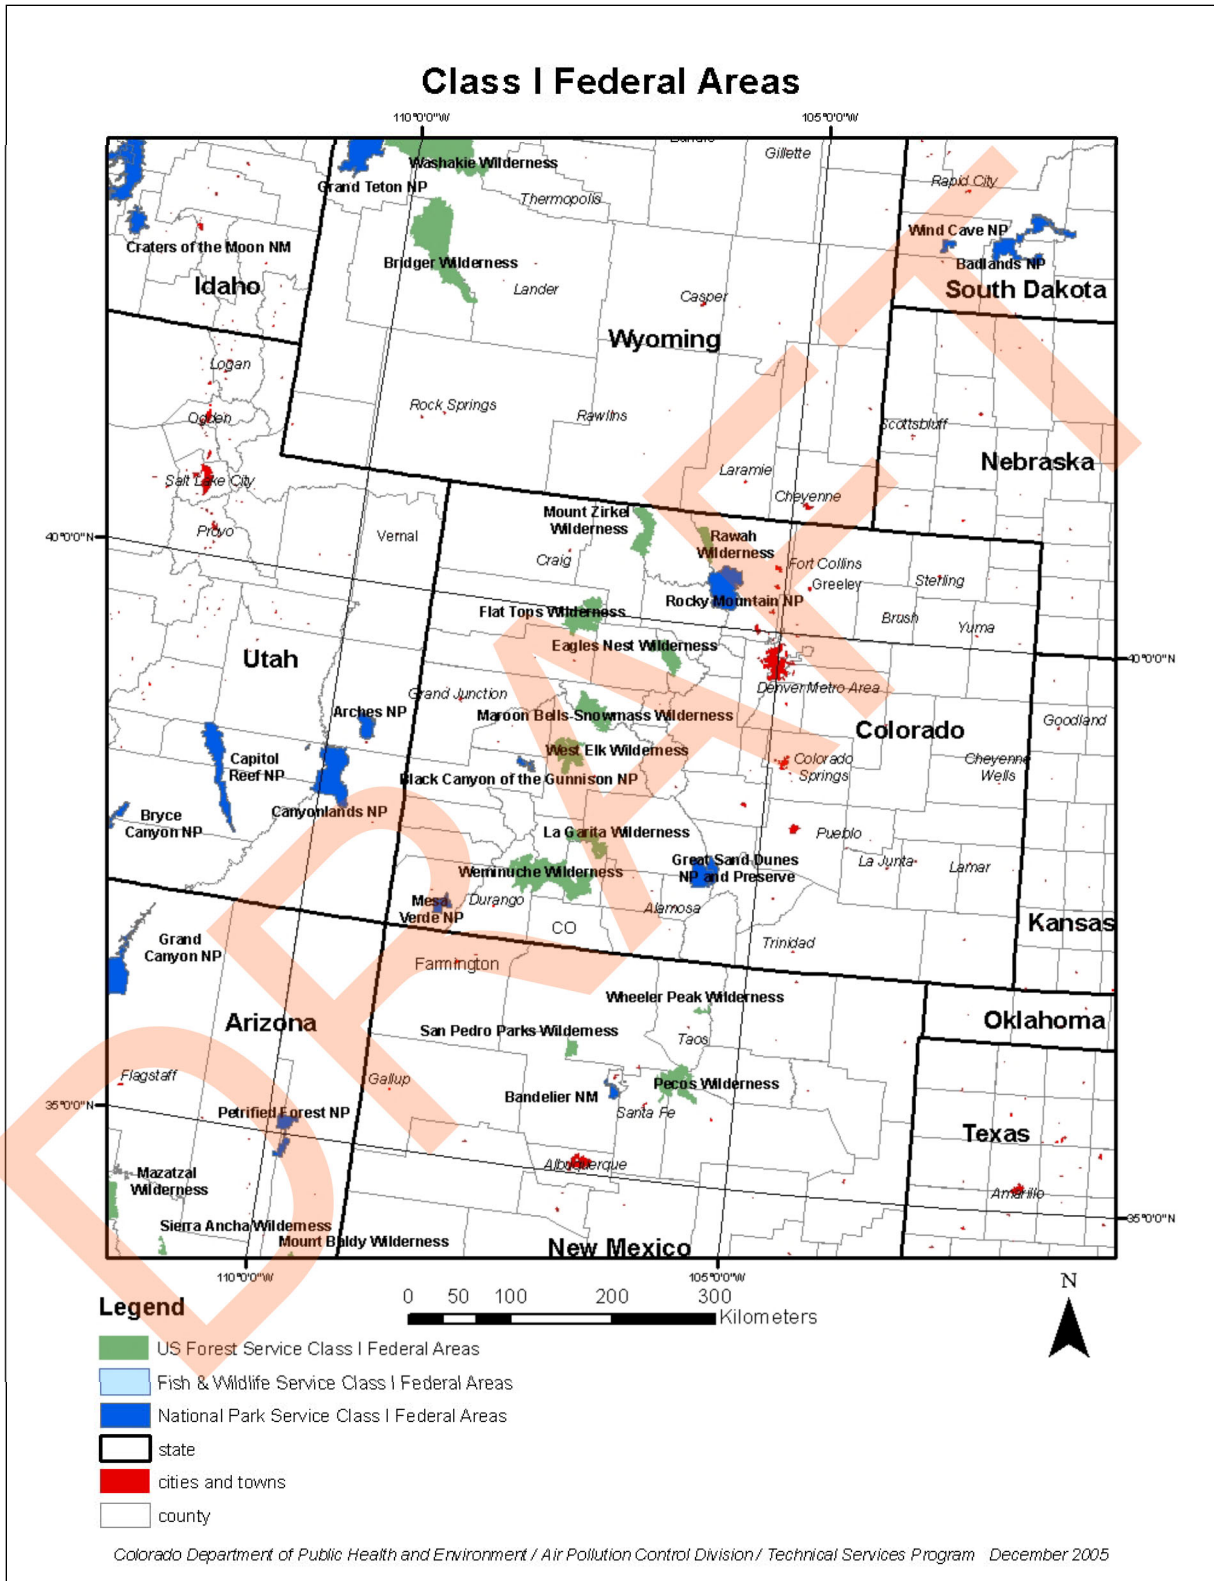 Class I Federal Areas
110°0'0"W
105°0'0"W
Gillette
Washakie Wilderness
Grand Teton NP
Thermopolis
Rapid City
Wind Cave NP
Craters of the Moon NM
Bridger Wilderness
Badlands NP
Idaho
Lander
Casper
South Dakota
Wyoming
Logan
Rock Springs
Rawlins
Ogden
Scottsbluff
Nebraska
Laramie
Salt Lake City
Cheyenne
Mount Zirkel
Wilderness
Provo
Vernal
40°0'0"N
Rawah
Wilderness
Craig
Fort Collins
Greeley
Sterling
Rocky Mountain NP
Flat Tops Wilderness
Brush
Yuma
Eagles Nest Wilderness
Utah
40°0'0"N
Grand Junction
Denver Metro Area
Arches NP
Maroon Bells-Snowmass Wilderness
Goodland
Colorado
West Elk Wilderness
Capitol
Reef NP
Black Canyon of the Gunnison NP
Colorado
Springs
Cheyenne
Wells
Canyonlands NP
Bryce
Canyon NP
La Garita Wilderness
Pueblo
Great Sand Dunes
NP and Preserve
La Junta
Lamar
Weminuche Wilderness
Mesa
Verde NP
Durango
Alamosa
CO
Kansas
Grand
Canyon NP
Trinidad
Farmington
Wheeler Peak Wilderness
Arizona
San Pedro Parks Wilderness
Oklahoma
Taos
Flagstaff
Gallup
Pecos Wilderness
Bandelier NM
Santa Fe
35°0'0"N
Petrified Forest NP
Texas
Albuquerque
Mazatzal
Wilderness
Amarillo
Sierra Ancha Wilderness
35°0'0"N
Mount Baldy Wilderness
New Mexico
110°0'0"W
105°0'0"W
DRAFT
N
Legend
0 50 100 200 300
Kilometers
US Forest Service Class I Federal Areas
Fish & Wildlife Service Class I Federal Areas
National Park Service Class I Federal Areas
state
cities and towns
county
Colorado Department of Public Health and Environment / Air Pollution Control Division / Technical Services Program December 2005